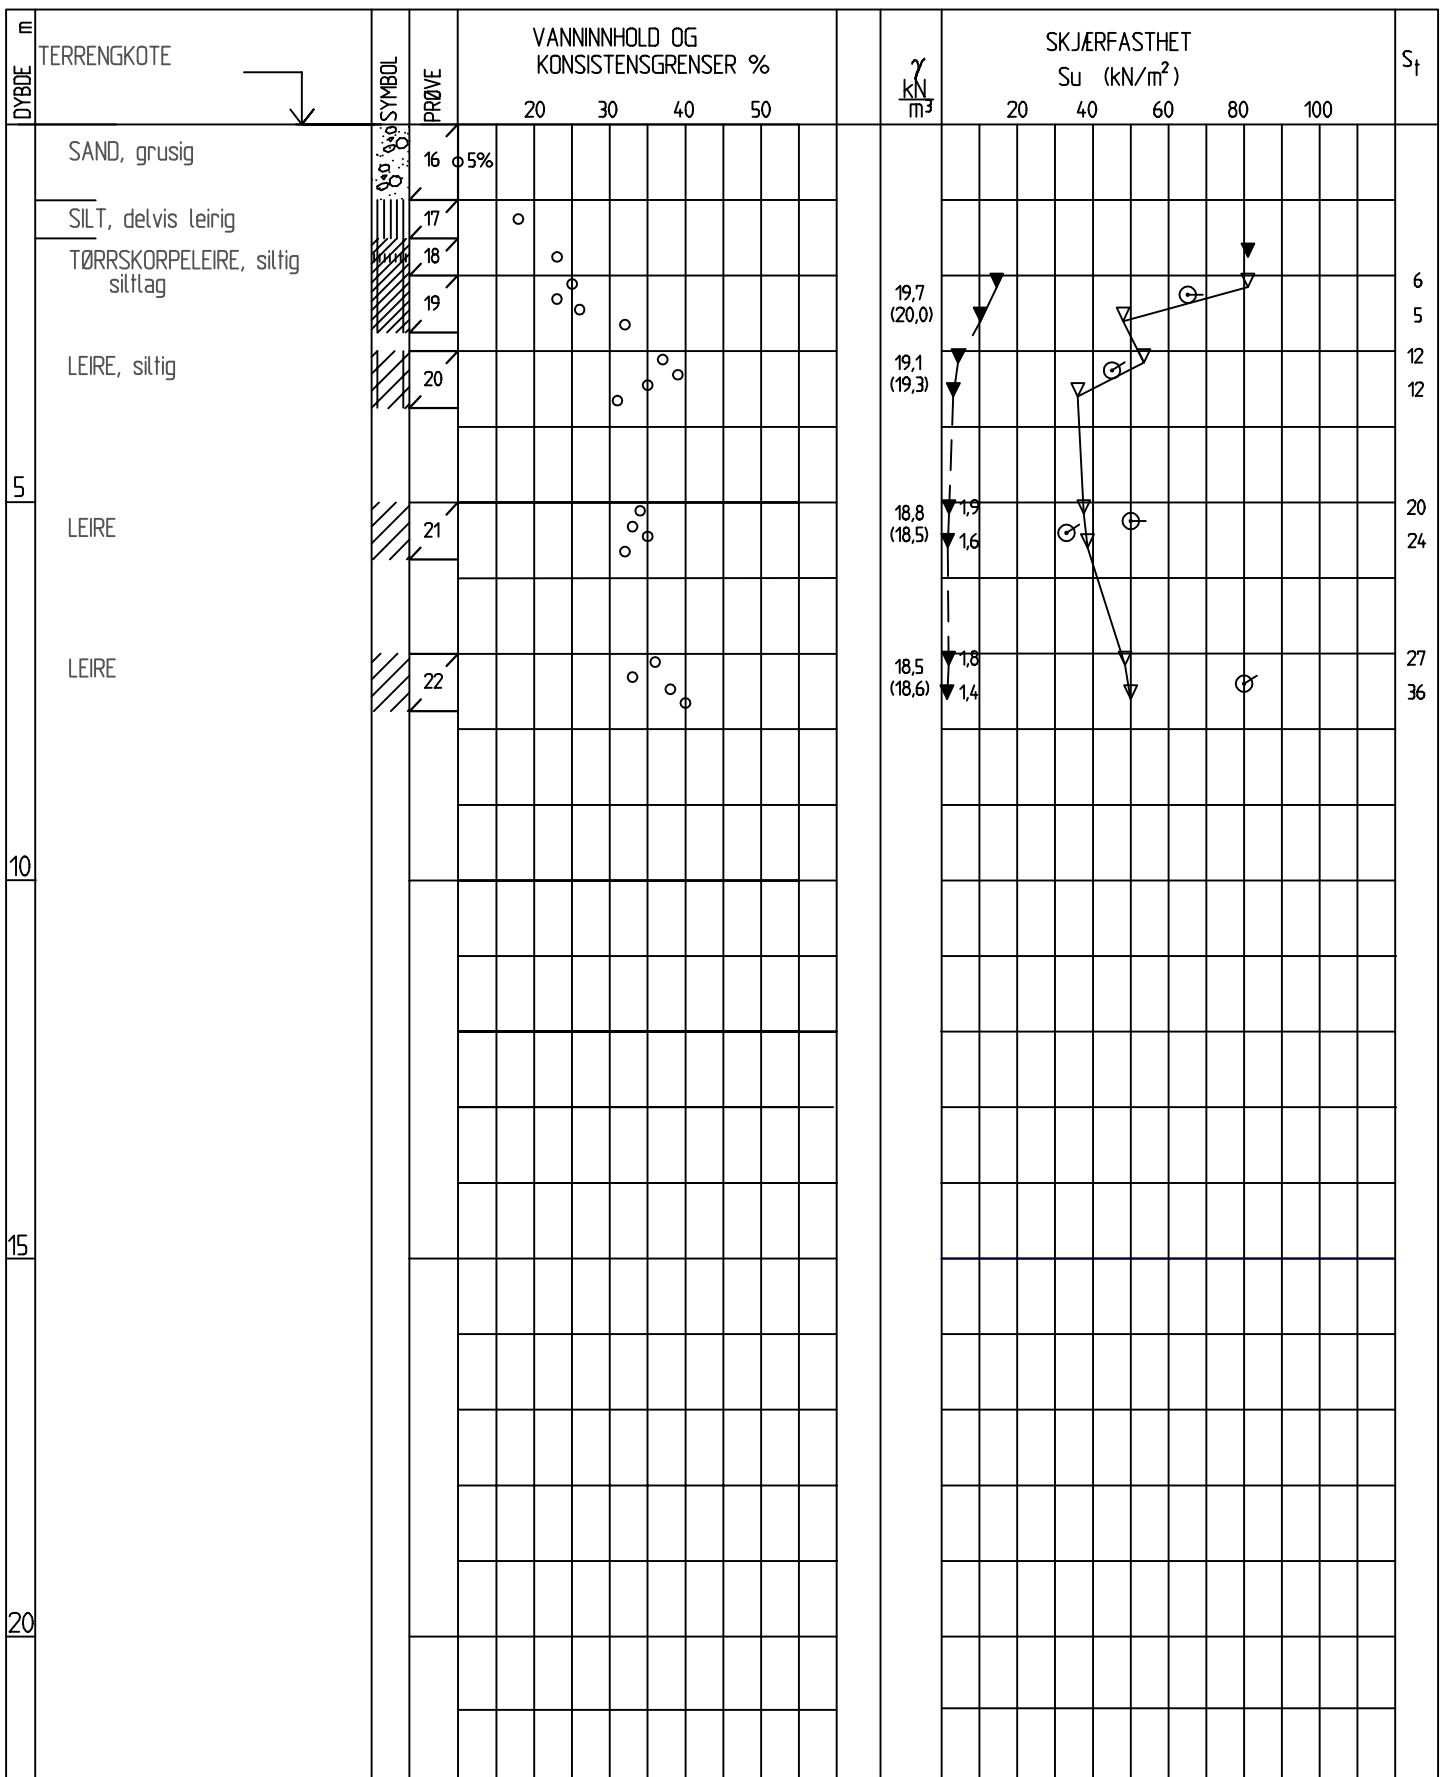 DYBDE m
TERRENGKOTE
SYMBOL
PRØVE
VANNINNHOLD OG
KONSISTENSGRENSER %
20 30 40 50
γ
kN
m³
SKJÆRFASTHET
Su (kN/m²)
20 40 60 80 100
St
SAND, grusig
16
5%
SILT, delvis leirig
17
TØRRSKORPELEIRE, siltig
siltlag
18
19
19,7
(20,0)
6
5
LEIRE, siltig
20
19,1
(19,3)
12
12
5
LEIRE
21
18,8
(18,5)
1,9
1,6
20
24
LEIRE
22
18,5
(18,6)
1,8
1,4
27
36
10
15
20